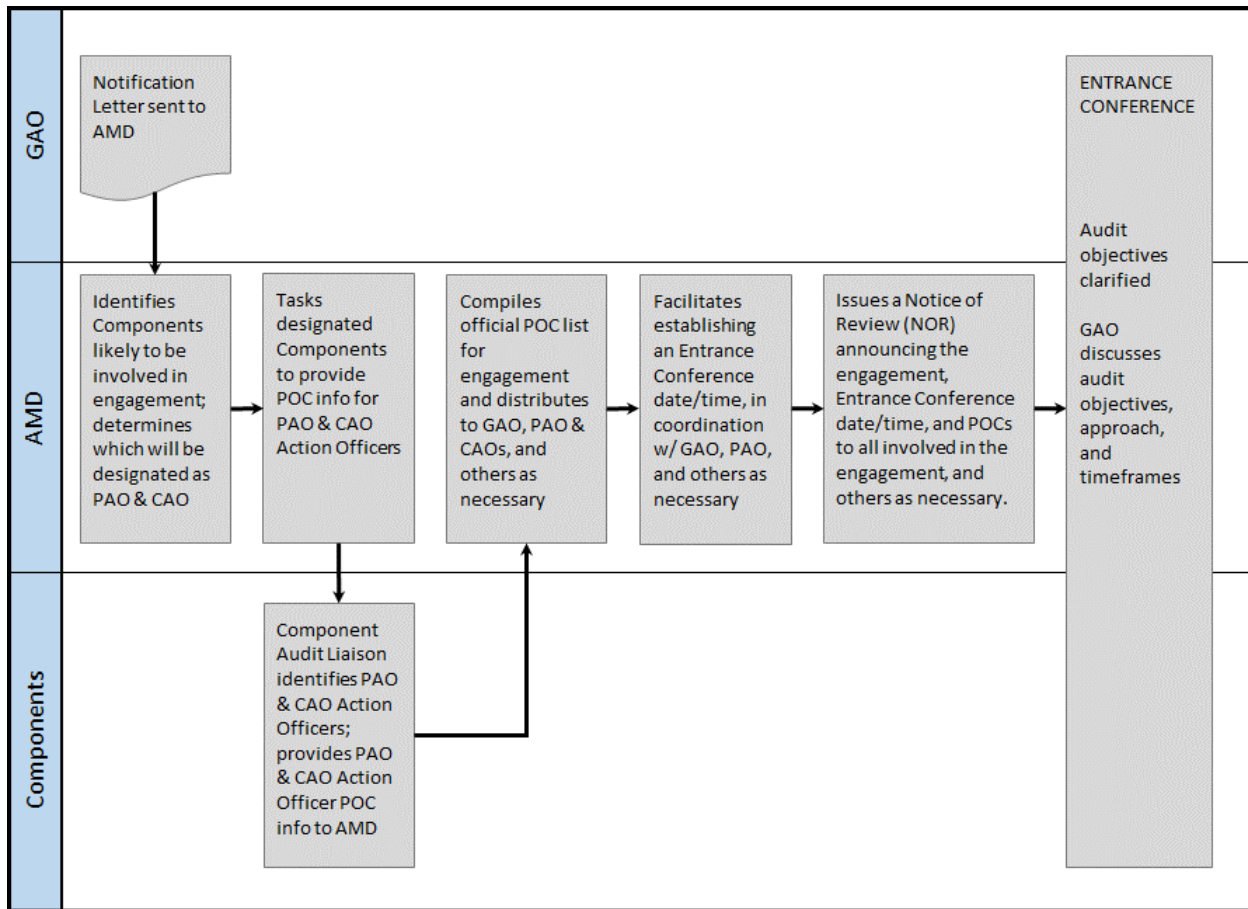 GAO
Notification
Letter sent to
AMD
ENTRANCE
CONFERENCE
Audit
objectives
clarified
GAO
discusses
audit
objectives,
approach,
and
timeframes
AMD
Identifies
Components
likely to be
involved in
engagement;
determines
which will be
designated as
PAO & CAO
Tasks
designated
Components
to provide
POC info for
PAO & CAO
Action Officers
Compiles
official POC list
for
engagement
and distributes
to GAO, PAO &
CAOs, and
others as
necessary
Facilitates
establishing
an Entrance
Conference
date/time, in
coordination
w/ GAO, PAO,
and others as
necessary
Issues a Notice of
Review (NOR)
announcing the
engagement,
Entrance Conference
date/time, and POCs
to all involved in the
engagement, and
others as necessary.
Components
Component
Audit Liaison
identifies PAO
& CAO Action
Officers;
provides PAO
& CAO Action
Officer POC
info to AMD